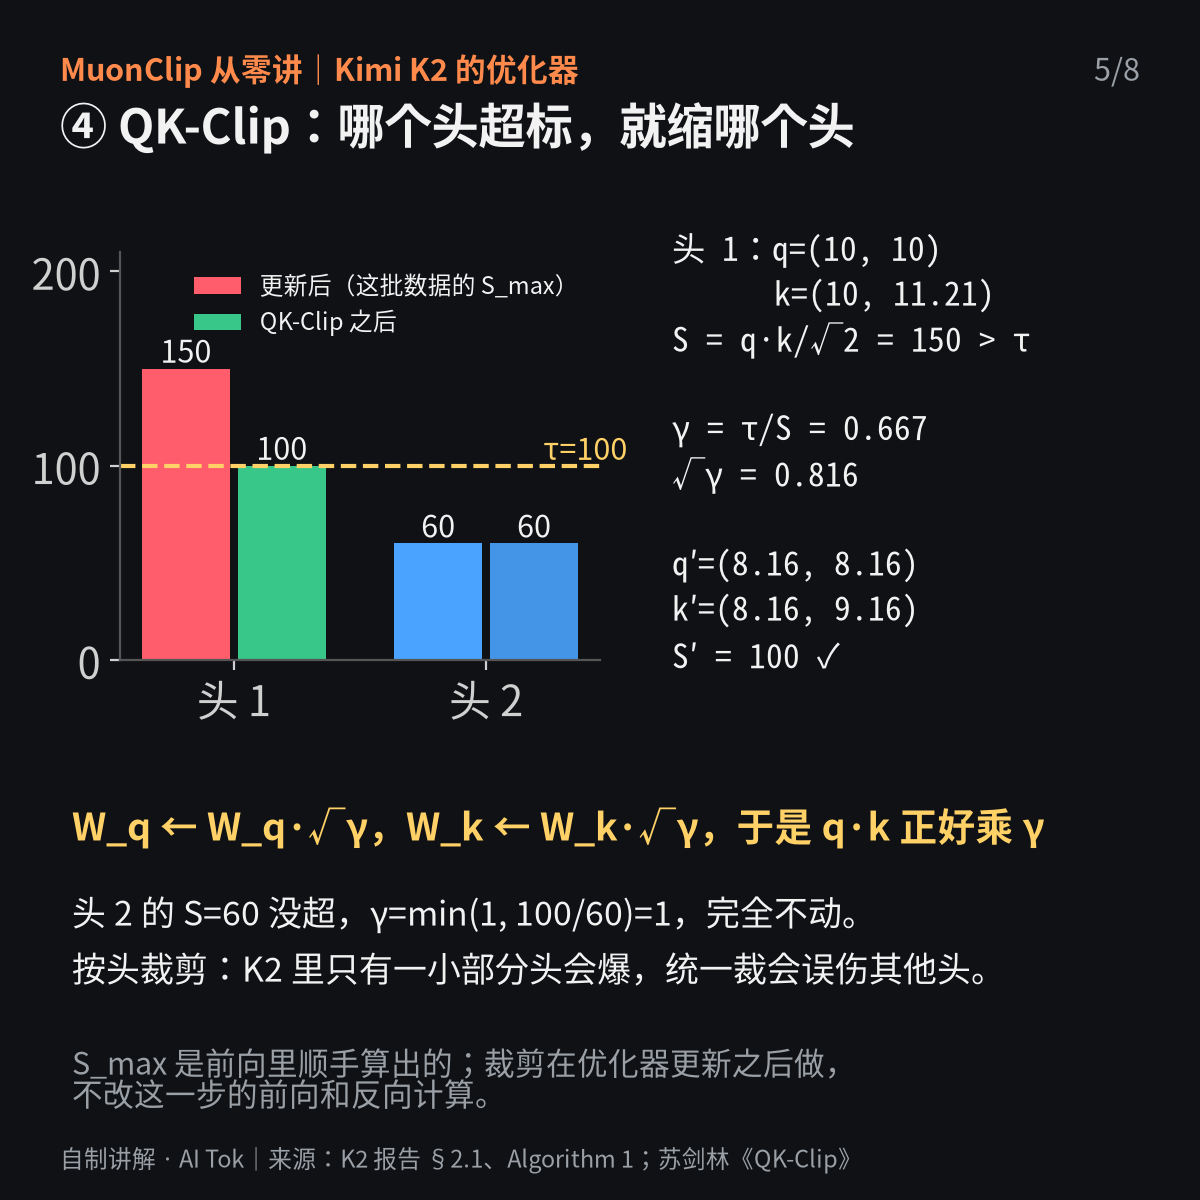 MuonClip 从零讲｜Kimi K2 的优化器
5/8
④ QK-Clip：哪个头超标，就缩哪个头
200
100
0
更新后（这批数据的 S_max）
QK-Clip 之后
150
100
τ=100
60
60
头 1
头 2
头 1：q=(10, 10)
k=(10, 11.21)
S = q·k/√2 = 150 > τ
γ = τ/S = 0.667
√γ = 0.816
q′=(8.16, 8.16)
k′=(8.16, 9.16)
S′ = 100 ✓
W_q ← W_q·√γ，W_k ← W_k·√γ，于是 q·k 正好乘 γ
头 2 的 S=60 没超，γ=min(1, 100/60)=1，完全不动。
按头裁剪：K2 里只有一小部分头会爆，统一裁会误伤其他头。
S_max 是前向里顺手算出的；裁剪在优化器更新之后做，
不改这一步的前向和反向计算。
自制讲解 · AI Tok｜来源：K2 报告 §2.1、Algorithm 1；苏剑林《QK-Clip》